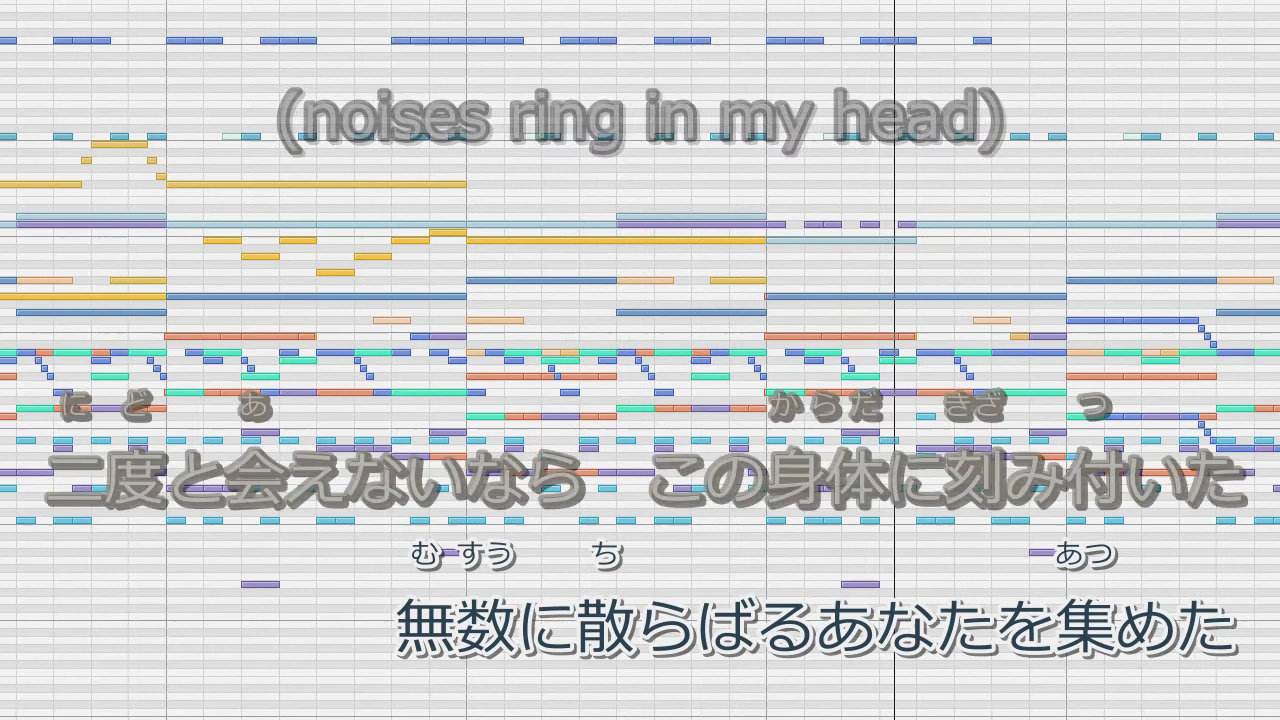 (noises ring in my head)
に ど あ からだ きざ つ
二度と会えないなら この身体に刻み付いた
む すう ち あつ
無数に散らばるあなたを集めた